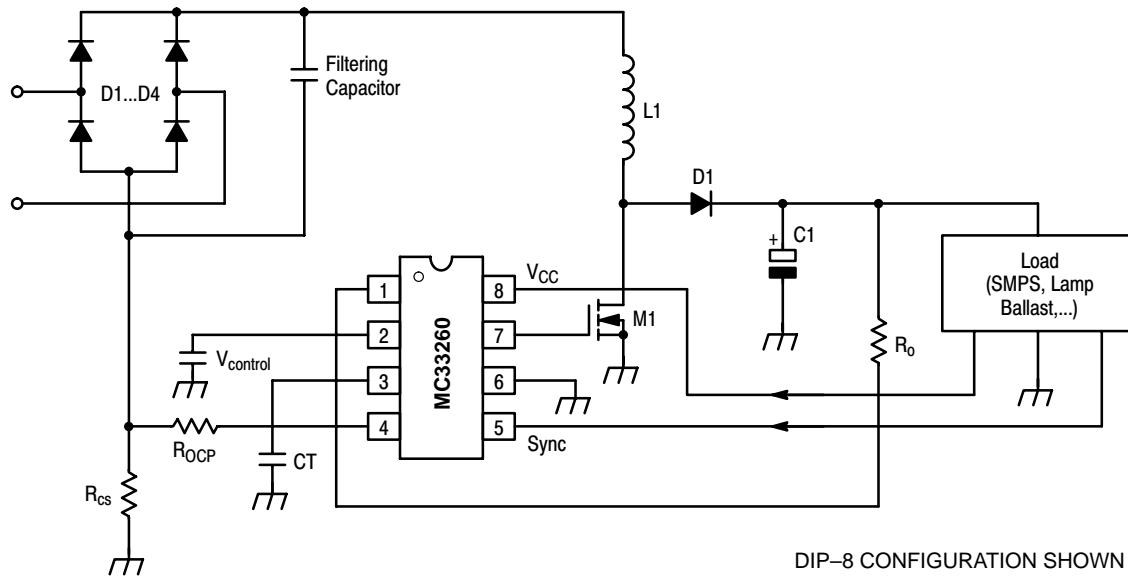 D1...D4
Filtering
Capacitor
L1
D1
+
C1
Load
(SMPS, Lamp
Ballast,...)
VCC
M1
Ro
1
2
3
4
8
7
6
5
MC33260
Vcontrol
ROCP
CT
Sync
Rcs
DIP–8 CONFIGURATION SHOWN